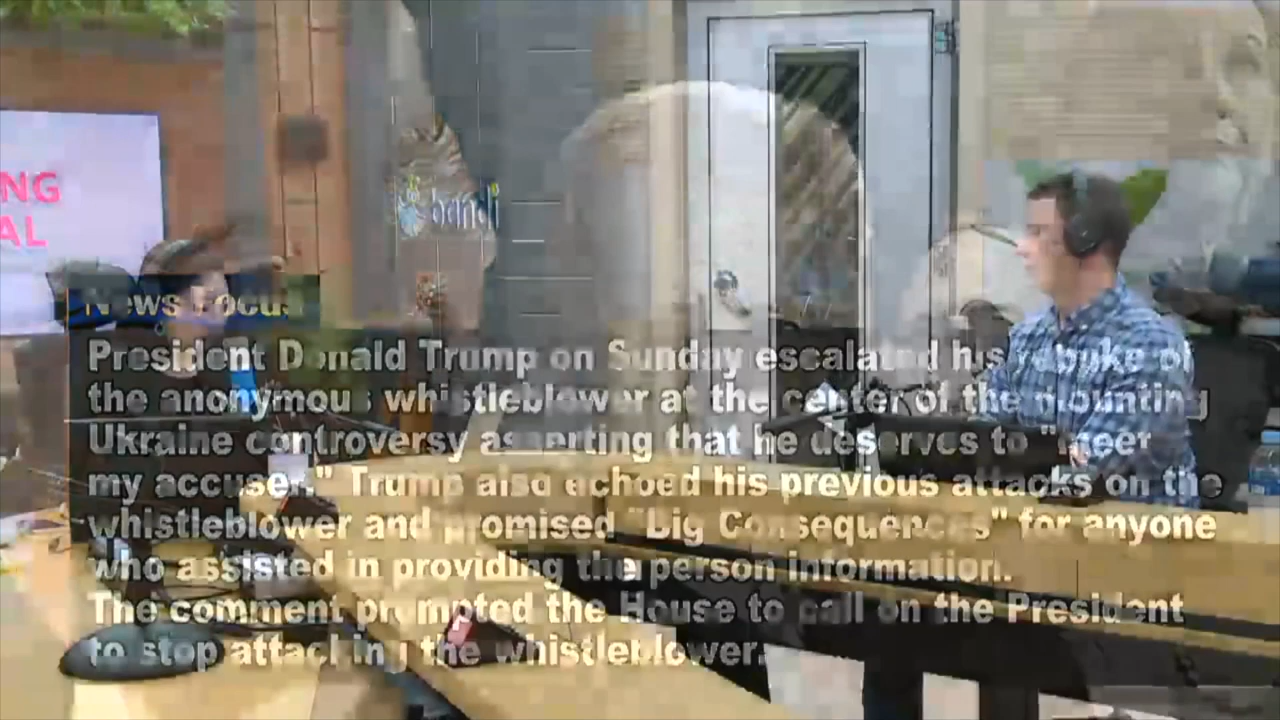 NG
AL
bandi
News Focus
President Donald Trump on Sunday escalated his rebuke of
the anonymous whistleblower at the center of the mounting
Ukraine controversy asserting that he deserves to "meet
my accuser." Trump also echoed his previous attacks on the
whistleblower and promised "Big Consequences" for anyone
who assisted in providing the person information.
The comment prompted the House to call on the President
to stop attacking the whistleblower.